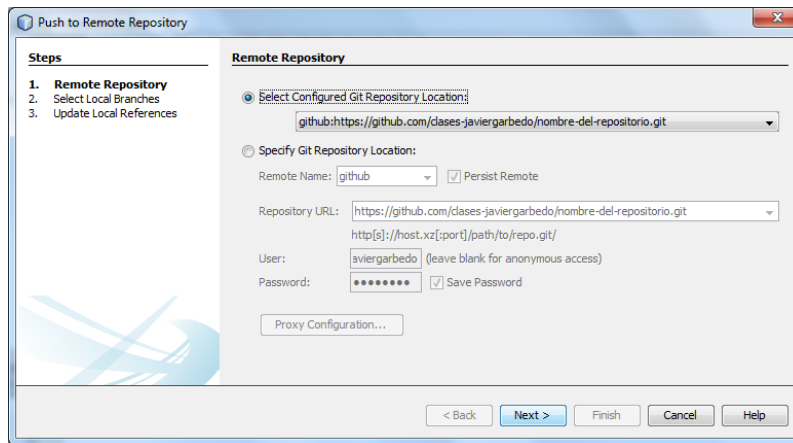 Push to Remote Repository
Steps
1. Remote Repository
2. Select Local Branches
3. Update Local References
Remote Repository
Select Configured Git Repository Location:
github:https://github.com/clases-javiergarbedo/nombre-del-repositorio.git
Specify Git Repository Location:
Remote Name: github Persist Remote
Repository URL: https://github.com/clases-javiergarbedo/nombre-del-repositorio.git
http[s]://host.xz[:port]/path/to/repo.git/
User: aviergarbedo (leave blank for anonymous access)
Password: ●●●●●●●● Save Password
Proxy Configuration...
< Back Next > Finish Cancel Help